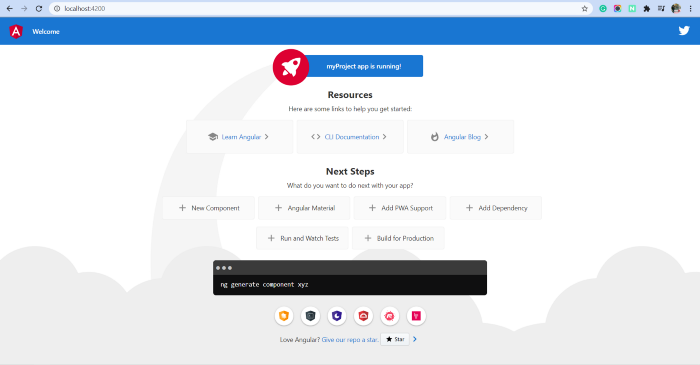 localhost:4200
A
Welcome
myProject app is running!
Resources
Here are some links to help you get started:
Learn Angular
CLI Documentation
Angular Blog
Next Steps
What do you want to do next with your app?
New Component
Angular Material
Add PWA Support
Add Dependency
Run and Watch Tests
Build for Production
ng generate component xyz
Love Angular? Give our repo a star. Star